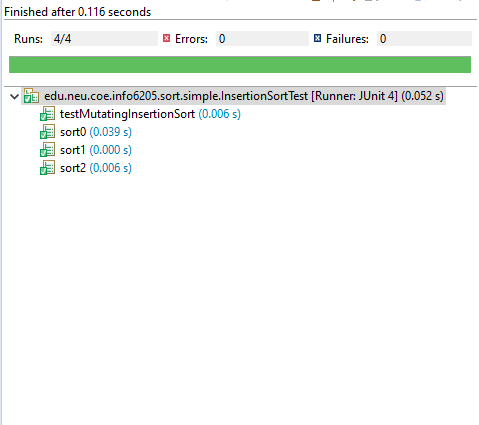 Finished after 0.116 seconds
Runs: 4/4 Errors: 0 Failures: 0
edu.neu.coe.info6205.sort.simple.InsertionSortTest [Runner: JUnit 4] (0.052 s)
testMutatingInsertionSort (0.006 s)
sort0 (0.039 s)
sort1 (0.000 s)
sort2 (0.006 s)